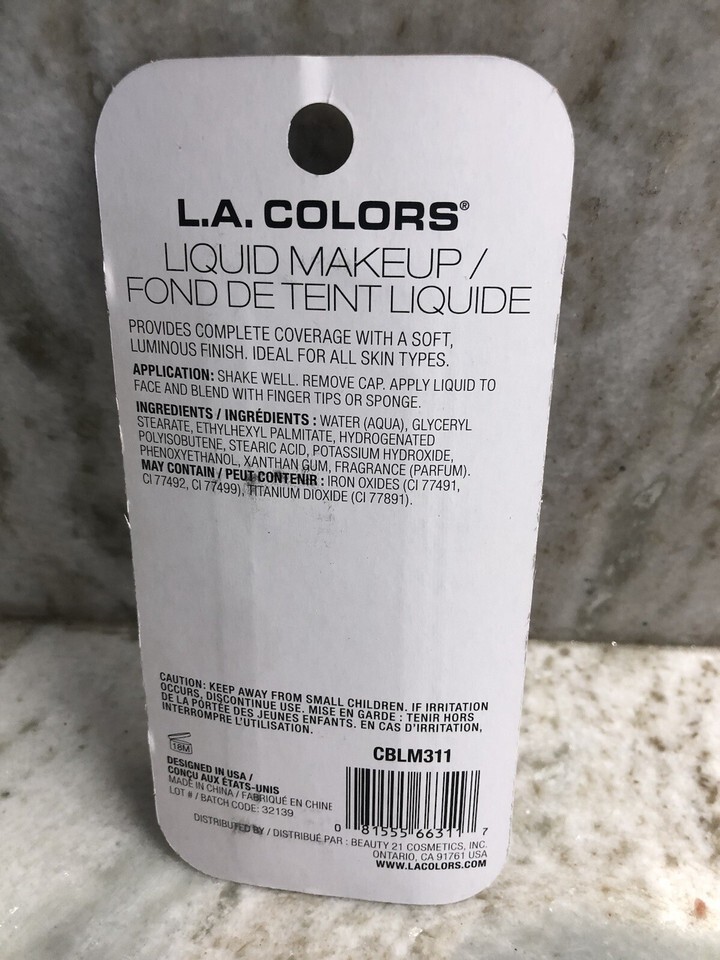 L.A. COLORS®
LIQUID MAKEUP /
FOND DE TEINT LIQUIDE
PROVIDES COMPLETE COVERAGE WITH A SOFT,
LUMINOUS FINISH. IDEAL FOR ALL SKIN TYPES.
APPLICATION: SHAKE WELL. REMOVE CAP. APPLY LIQUID TO
FACE AND BLEND WITH FINGER TIPS OR SPONGE.
INGREDIENTS / INGRÉDIENTS : WATER (AQUA), GLYCERYL
STEARATE, ETHYLHEXYL PALMITATE, HYDROGENATED
POLYISOBUTENE, STEARIC ACID, POTASSIUM HYDROXIDE,
PHENOXYETHANOL, XANTHAN GUM, FRAGRANCE (PARFUM).
MAY CONTAIN / PEUT CONTENIR : IRON OXIDES (CI 77491,
CI 77492, CI 77499), TITANIUM DIOXIDE (CI 77891).
CAUTION: KEEP AWAY FROM SMALL CHILDREN. IF IRRITATION
OCCURS, DISCONTINUE USE. MISE EN GARDE : TENIR HORS
DE LA PORTÉE DES JEUNES ENFANTS. EN CAS D'IRRITATION,
INTERROMPRE L'UTILISATION.
18M
DESIGNED IN USA /
CONÇU AUX ÉTATS-UNIS
MADE IN CHINA / FABRIQUÉ EN CHINE
LOT # / BATCH CODE: 32139
CBLM311
0 81555 66311 7
DISTRIBUTED BY / DISTRIBUÉ PAR : BEAUTY 21 COSMETICS, INC.
ONTARIO, CA 91761 USA
WWW.LACOLORS.COM